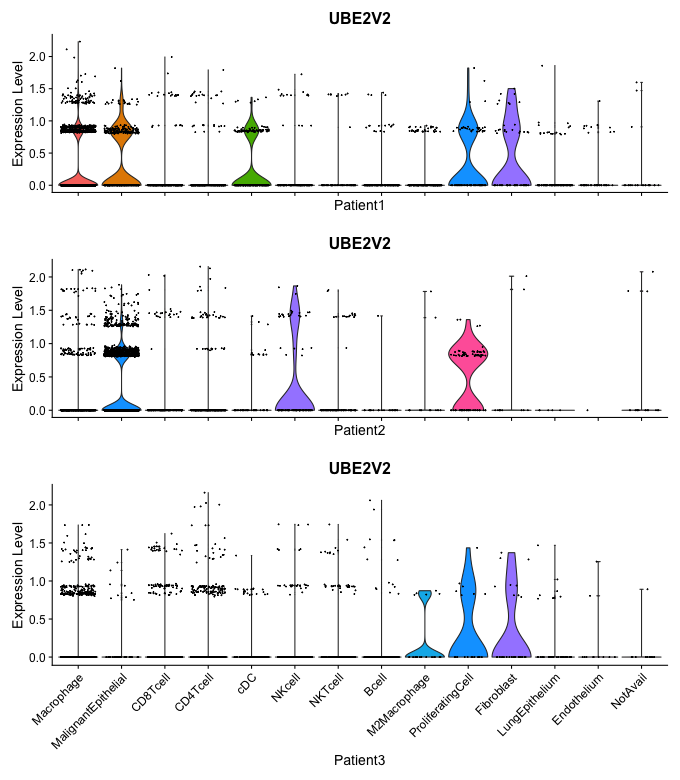 UBE2V2
Expression Level
2.0
1.5
1.0
0.5
0.0
Patient1
UBE2V2
Expression Level
2.0
1.5
1.0
0.5
0.0
Patient2
UBE2V2
Expression Level
2.0
1.5
1.0
0.5
0.0
Macrophage
MalignantEpithelial
CD8Tcell
CD4Tcell
cDC
NKcell
NKTcell
Bcell
M2Macrophage
ProliferatingCell
Fibroblast
LungEpithelium
Endothelium
NotAvail
Patient3